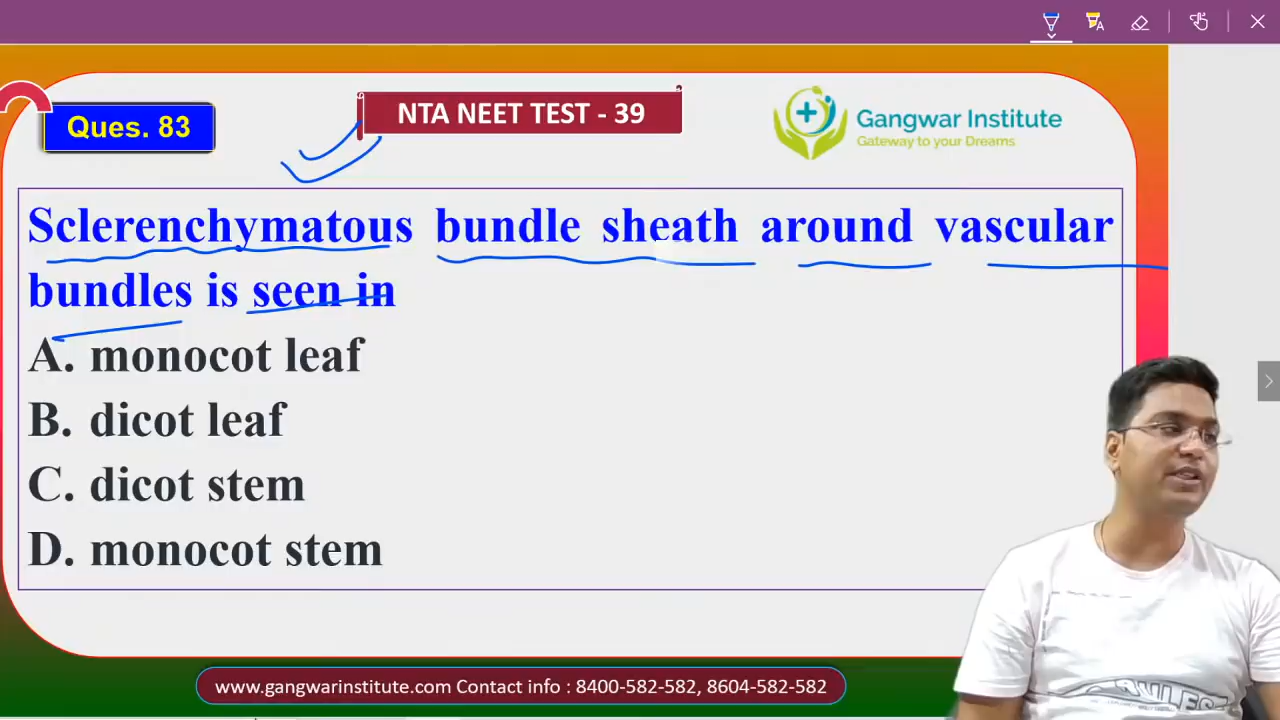 Ques. 83
NTA NEET TEST - 39
Gangwar Institute
Gateway to your Dreams
Sclerenchymatous bundle sheath around vascular
bundles is seen in
A. monocot leaf
B. dicot leaf
C. dicot stem
D. monocot stem
www.gangwarinstitute.com Contact info : 8400-582-582, 8604-582-582